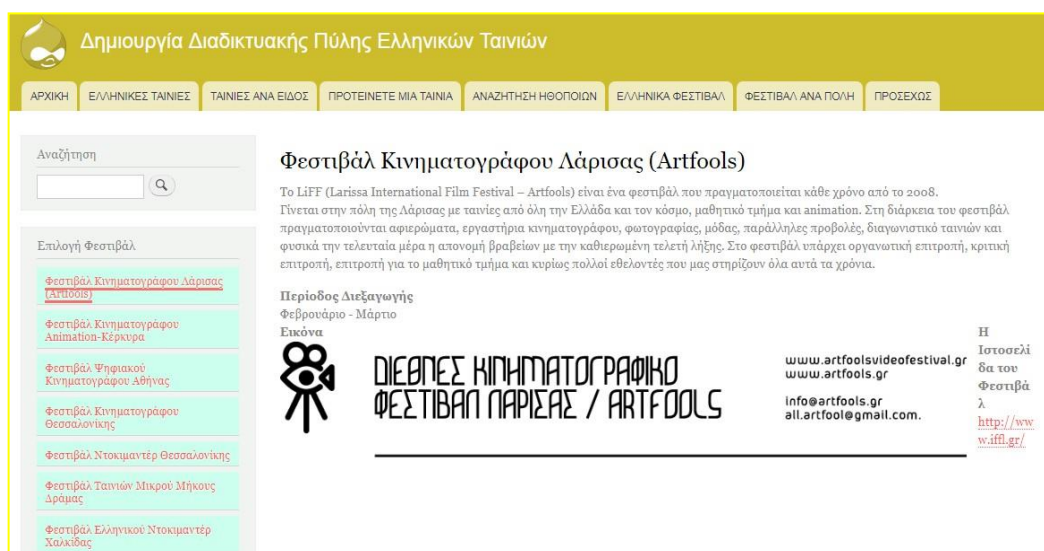 Δημιουργία Διαδικτυακής Πύλης Ελληνικών Ταινιών
ΑΡΧΙΚΗ ΕΛΛΗΝΙΚΕΣ ΤΑΙΝΙΕΣ ΤΑΙΝΙΕΣ ΑΝΑ ΕΙΔΟΣ ΠΡΟΤΕΙΝΕΤΕ ΜΙΑ ΤΑΙΝΙΑ ΑΝΑΖΗΤΗΣΗ ΗΘΟΠΟΙΩΝ ΕΛΛΗΝΙΚΑ ΦΕΣΤΙΒΑΛ ΦΕΣΤΙΒΑΛ ΑΝΑ ΠΟΛΗ ΠΡΟΣΕΧΩΣ
Αναζήτηση
Επιλογή Φεστιβάλ
Φεστιβάλ Κινηματογράφου Λάρισας
(Artfools)
Φεστιβάλ Κινηματογράφου
Animation-Κέρκυρα
Φεστιβάλ Ψηφιακού
Κινηματογράφου Αθήνας
Φεστιβάλ Κινηματογράφου
Θεσσαλονίκης
Φεστιβάλ Ντοκιμαντέρ Θεσσαλονίκης
Φεστιβάλ Ταινιών Μικρού Μήκους
Δράμας
Φεστιβάλ Ελληνικού Ντοκιμαντέρ
Χαλκίδας
Φεστιβάλ Κινηματογράφου Λάρισας (Artfools)
Το LiFF (Larissa International Film Festival – Artfools) είναι ένα φεστιβάλ που πραγματοποιείται κάθε χρόνο από το 2008.
Γίνεται στην πόλη της Λάρισας με ταινίες από όλη την Ελλάδα και τον κόσμο, μαθητικό τμήμα και animation. Στη διάρκεια του φεστιβάλ
πραγματοποιούνται αφιερώματα, εργαστήρια κινηματογράφου, φωτογραφίας, μόδας, παράλληλες προβολές, διαγωνιστικό ταινιών και
φυσικά την τελευταία μέρα η απονομή βραβείων με την καθιερωμένη τελετή λήξης. Στο φεστιβάλ υπάρχει οργανωτική επιτροπή, κριτική
επιτροπή, επιτροπή για το μαθητικό τμήμα και κυρίως πολλοί εθελοντές που μας στηρίζουν όλα αυτά τα χρόνια.
Περίοδος Διεξαγωγής
Φεβρουάριο - Μάρτιο
Εικόνα
ΔΙΕΘΝΕΣ ΚΙΝΗΜΑΤΟΓΡΑΦΙΚΟ
ΦΕΣΤΙΒΑΛ ΛΑΡΙΣΑΣ / ARTFOOLS
www.artfoolsvideofestival.gr
www.artfools.gr
info@artfools.gr
all.artfool@gmail.com.
Η
Ιστοσελί
δα του
Φεστιβά
λ
http://ww
w.iffl.gr/